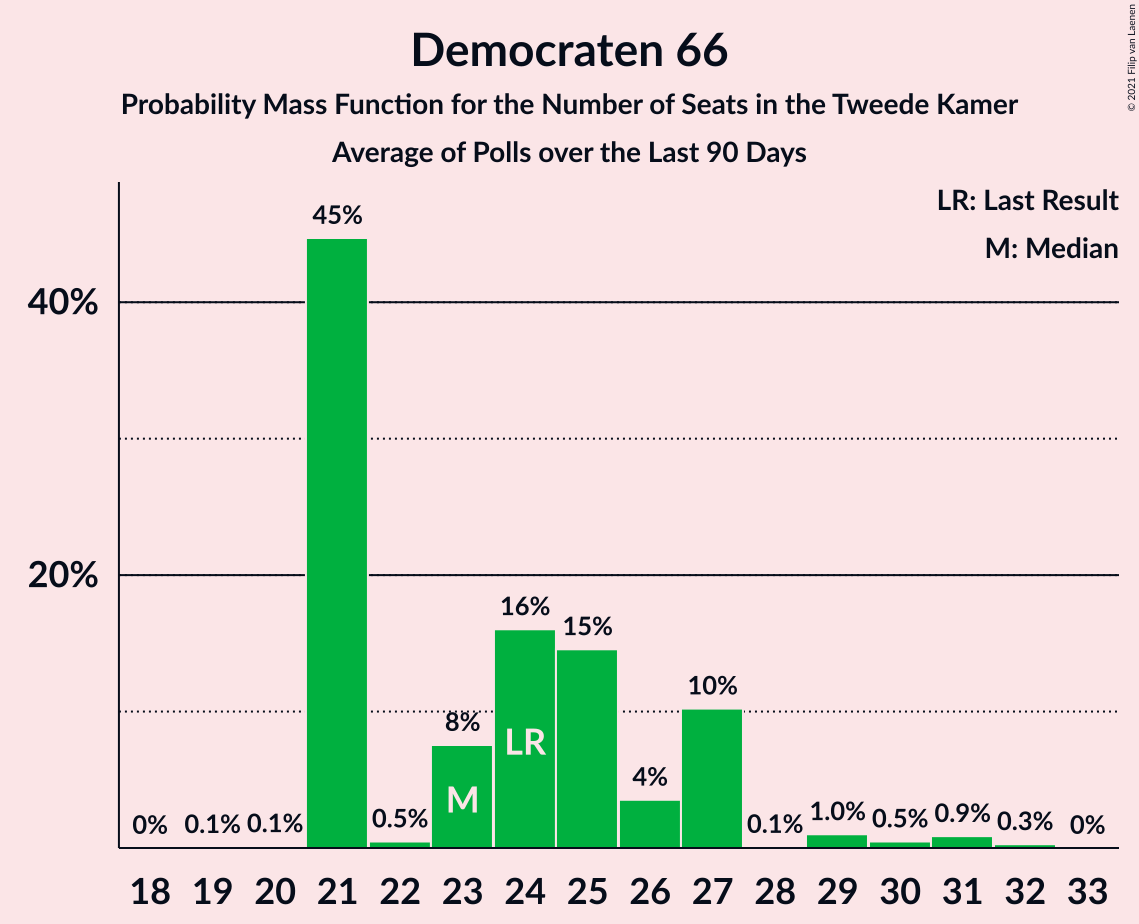 Democraten 66
Probability Mass Function for the Number of Seats in the Tweede Kamer
Average of Polls over the Last 90 Days
© 2021 Filip van Laenen
LR: Last Result
M: Median
40%
20%
0%
0.1%
0.1%
45%
0.5%
8%
16%
15%
4%
10%
0.1%
1.0%
0.5%
0.9%
0.3%
0%
M
LR
18 19 20 21 22 23 24 25 26 27 28 29 30 31 32 33